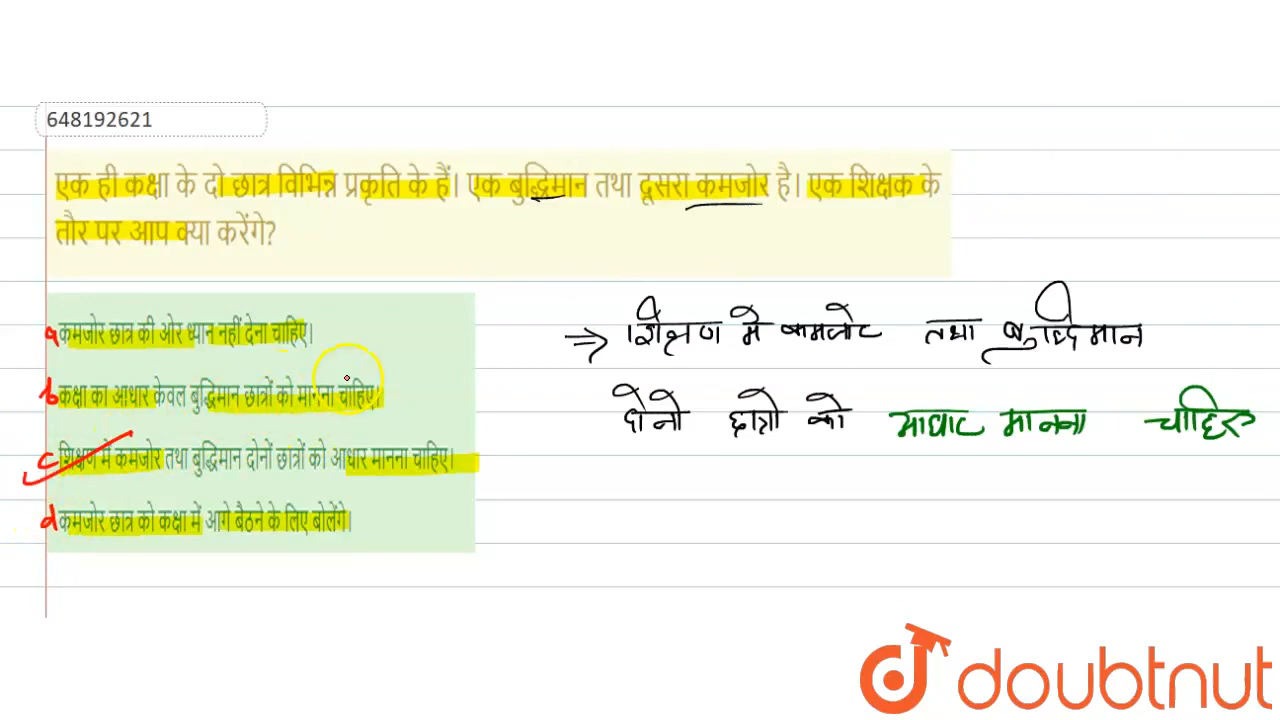 648192621
एक ही कक्षा के दो छात्र विभिन्न प्रकृति के हैं। एक बुद्धिमान तथा दूसरा कमजोर है। एक शिक्षक के
तौर पर आप क्या करेंगे?
a कमजोर छात्र की ओर ध्यान नहीं देना चाहिए।
b कक्षा का आधार केवल बुद्धिमान छात्रों को मानना चाहिए।
c शिक्षण में कमजोर तथा बुद्धिमान दोनों छात्रों को आधार मानना चाहिए।
d कमजोर छात्र को कक्षा में आगे बैठने के लिए बोलेंगे।
⇒ शिक्षण मे कमजोर तथा बुद्धिमान
दोनो छात्रो को आधार मानना चाहिए
doubtnut